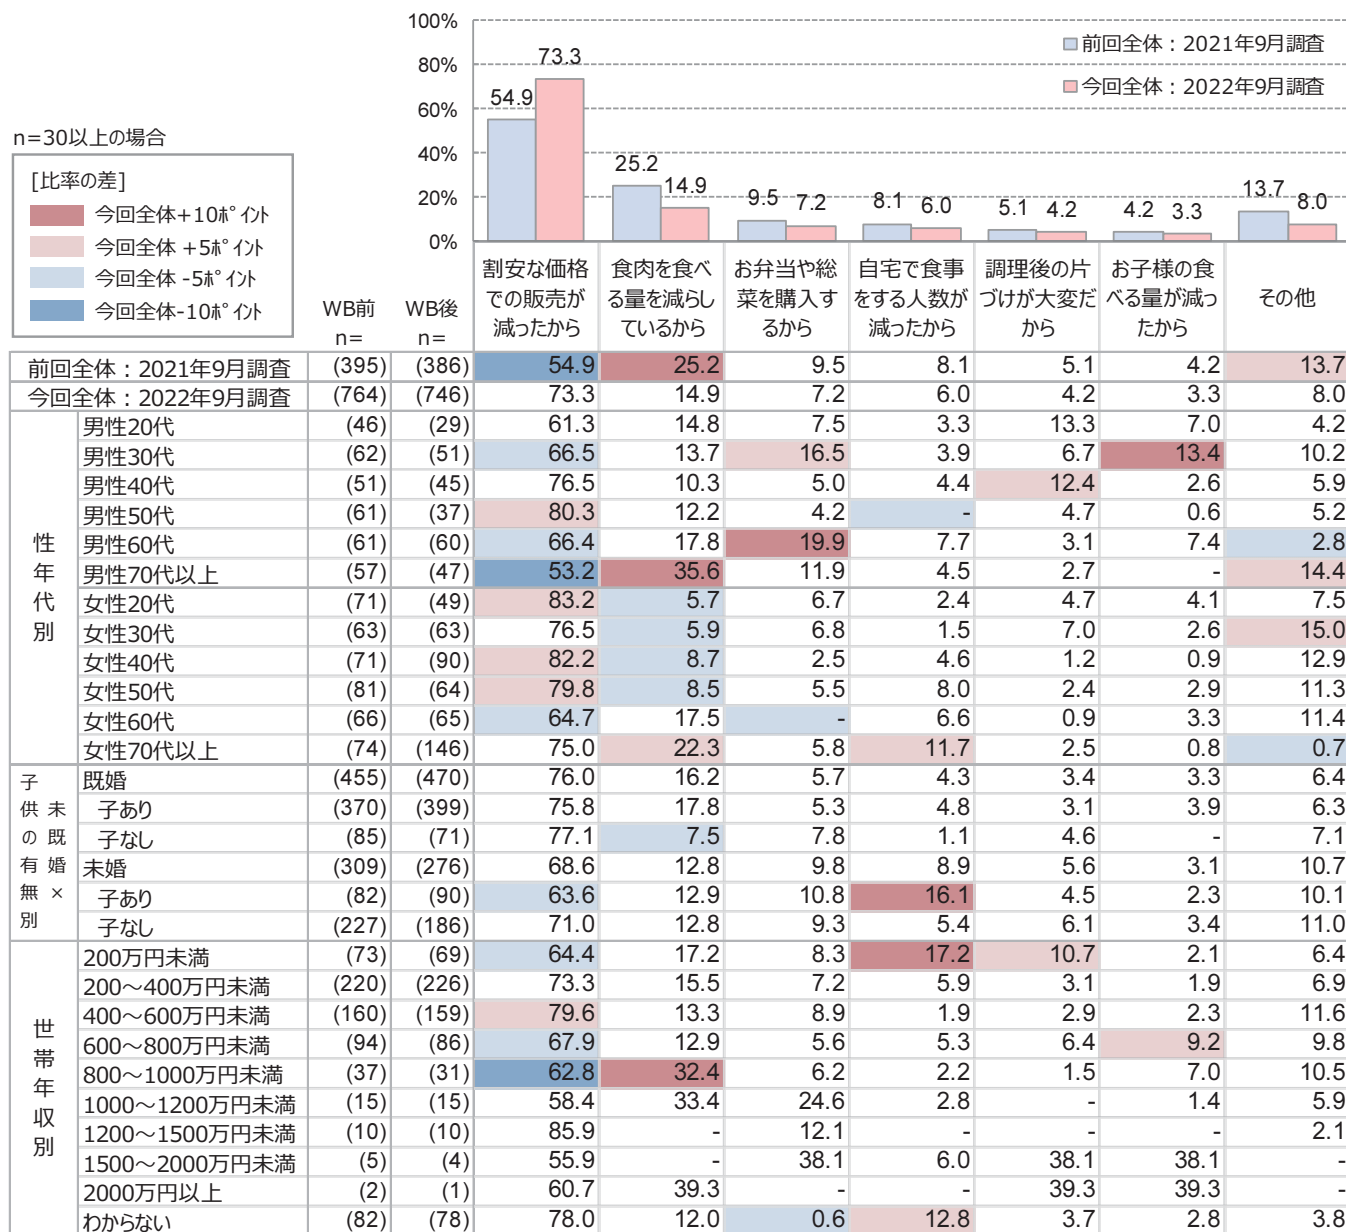 100%
80%
60%
40%
20%
0%
前回全体：2021年9月調査
今回全体：2022年9月調査
54.9 73.3 25.2 14.9 9.5 7.2 8.1 6.0 5.1 4.2 4.2 3.3 13.7 8.0
n=30以上の場合
[比率の差]
今回全体+10ポイント
今回全体 +5ポイント
今回全体 -5ポイント
今回全体-10ポイント
WB前
n=
WB後
n=
割安な価格
での販売が
減ったから
食肉を食べ
る量を減らし
ているから
お弁当や総
菜を購入す
るから
自宅で食事
をする人数が
減ったから
調理後の片
づけが大変だ
から
お子様の食
べる量が減っ
たから
その他
前回全体：2021年9月調査 (395) (386) 54.9 25.2 9.5 8.1 5.1 4.2 13.7
今回全体：2022年9月調査 (764) (746) 73.3 14.9 7.2 6.0 4.2 3.3 8.0
性年代別
男性20代 (46) (29) 61.3 14.8 7.5 3.3 13.3 7.0 4.2
男性30代 (62) (51) 66.5 13.7 16.5 3.9 6.7 13.4 10.2
男性40代 (51) (45) 76.5 10.3 5.0 4.4 12.4 2.6 5.9
男性50代 (61) (37) 80.3 12.2 4.2 - 4.7 0.6 5.2
男性60代 (61) (60) 66.4 17.8 19.9 7.7 3.1 7.4 2.8
男性70代以上 (57) (47) 53.2 35.6 11.9 4.5 2.7 - 14.4
女性20代 (71) (49) 83.2 5.7 6.7 2.4 4.7 4.1 7.5
女性30代 (63) (63) 76.5 5.9 6.8 1.5 7.0 2.6 15.0
女性40代 (71) (90) 82.2 8.7 2.5 4.6 1.2 0.9 12.9
女性50代 (81) (64) 79.8 8.5 5.5 8.0 2.4 2.9 11.3
女性60代 (66) (65) 64.7 17.5 - 6.6 0.9 3.3 11.4
女性70代以上 (74) (146) 75.0 22.3 5.8 11.7 2.5 0.8 0.7
未既婚×
子供の有無別
既婚 (455) (470) 76.0 16.2 5.7 4.3 3.4 3.3 6.4
子あり (370) (399) 75.8 17.8 5.3 4.8 3.1 3.9 6.3
子なし (85) (71) 77.1 7.5 7.8 1.1 4.6 - 7.1
未婚 (309) (276) 68.6 12.8 9.8 8.9 5.6 3.1 10.7
子あり (82) (90) 63.6 12.9 10.8 16.1 4.5 2.3 10.1
子なし (227) (186) 71.0 12.8 9.3 5.4 6.1 3.4 11.0
世帯年収別
200万円未満 (73) (69) 64.4 17.2 8.3 17.2 10.7 2.1 6.4
200～400万円未満 (220) (226) 73.3 15.5 7.2 5.9 3.1 1.9 6.9
400～600万円未満 (160) (159) 79.6 13.3 8.9 1.9 2.9 2.3 11.6
600～800万円未満 (94) (86) 67.9 12.9 5.6 5.3 6.4 9.2 9.8
800～1000万円未満 (37) (31) 62.8 32.4 6.2 2.2 1.5 7.0 10.5
1000～1200万円未満 (15) (15) 58.4 33.4 24.6 2.8 - 1.4 5.9
1200～1500万円未満 (10) (10) 85.9 - 12.1 - - - 2.1
1500～2000万円未満 (5) (4) 55.9 - 38.1 6.0 38.1 38.1 -
2000万円以上 (2) (1) 60.7 39.3 - - 39.3 39.3 -
わからない (82) (78) 78.0 12.0 0.6 12.8 3.7 2.8 3.8